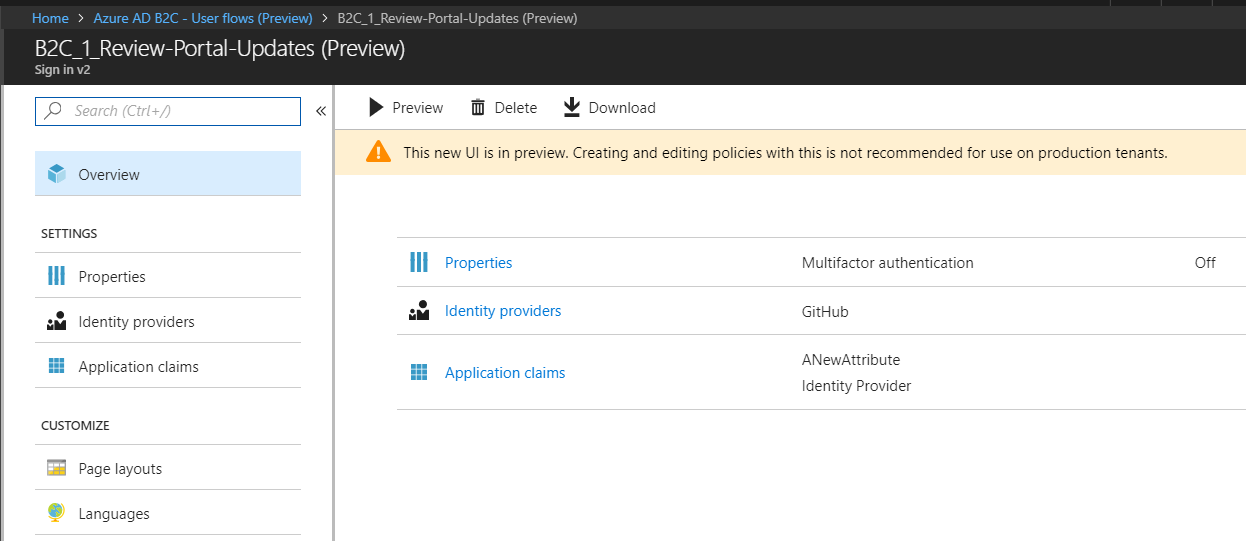 Home > Azure AD B2C - User flows (Preview) > B2C_1_Review-Portal-Updates (Preview)
B2C_1_Review-Portal-Updates (Preview)
Sign in v2
Search (Ctrl+/)
«
Overview
SETTINGS
Properties
Identity providers
Application claims
CUSTOMIZE
Page layouts
Languages
Preview Delete Download
This new UI is in preview. Creating and editing policies with this is not recommended for use on production tenants.
Properties Multifactor authentication Off
Identity providers GitHub
Application claims ANewAttribute
Identity Provider